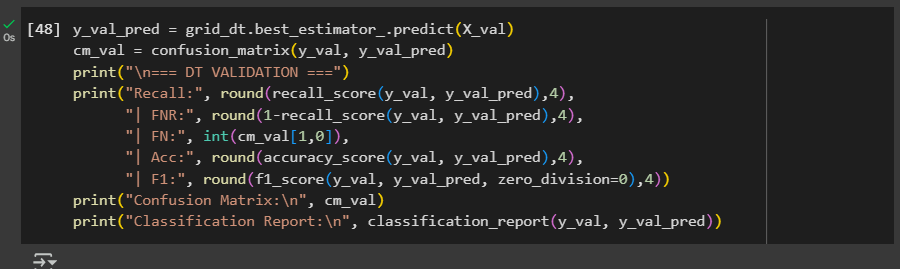 [48] y_val_pred = grid_dt.best_estimator_.predict(X_val)
0s
cm_val = confusion_matrix(y_val, y_val_pred)
print("\n=== DT VALIDATION ===")
print("Recall:", round(recall_score(y_val, y_val_pred),4),
"| FNR:", round(1-recall_score(y_val, y_val_pred),4),
"| FN:", int(cm_val[1,0]),
"| Acc:", round(accuracy_score(y_val, y_val_pred),4),
"| F1:", round(f1_score(y_val, y_val_pred, zero_division=0),4))
print("Confusion Matrix:\n", cm_val)
print("Classification Report:\n", classification_report(y_val, y_val_pred))